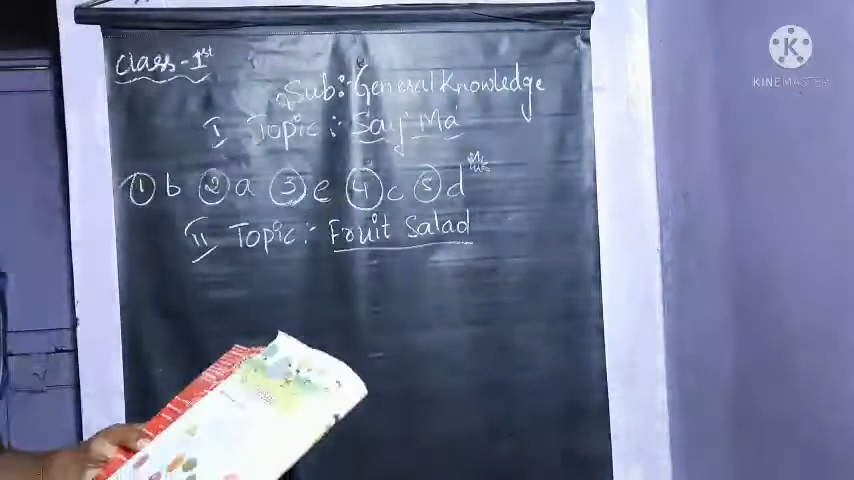 Class - 1st
Sub:- General Knowledge
I Topic :- Say Ma
① b ② a ③ e ④ c ⑤ d
II Topic :- Fruit Salad
K
KINEMASTER